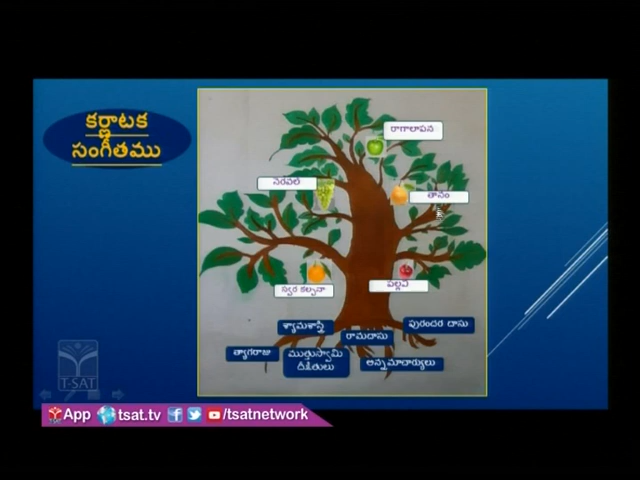 కర్ణాటక
సంగీతము
రాగాలాపన
నెరవల్
తానం
స్వర కల్పనా
పల్లవి
శ్యామశాస్త్రి
రామదాసు
పురందర దాసు
త్యాగరాజు
ముత్తుస్వామి
దీక్షితులు
అన్నమాచార్యులు
T-SAT
App tsat.tv /tsatnetwork